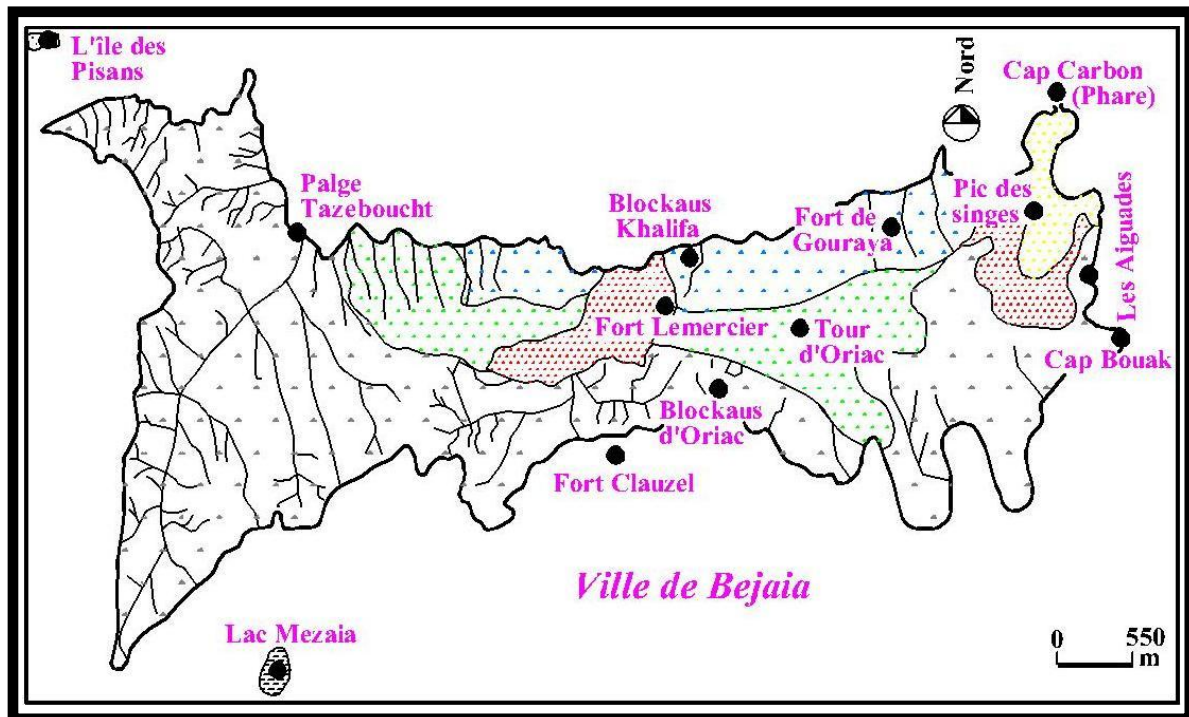 L'île des
Pisans
Nord
Cap Carbon
(Phare)
Palge
Tazeboucht
Blockaus
Khalifa
Fort de
Gouraya
Pic des
singes
Les Aiguades
Fort Lemercier
Tour
d'Oriac
Cap Bouak
Blockaus
d'Oriac
Fort Clauzel
Ville de Bejaia
Lac Mezaia
0 550
m